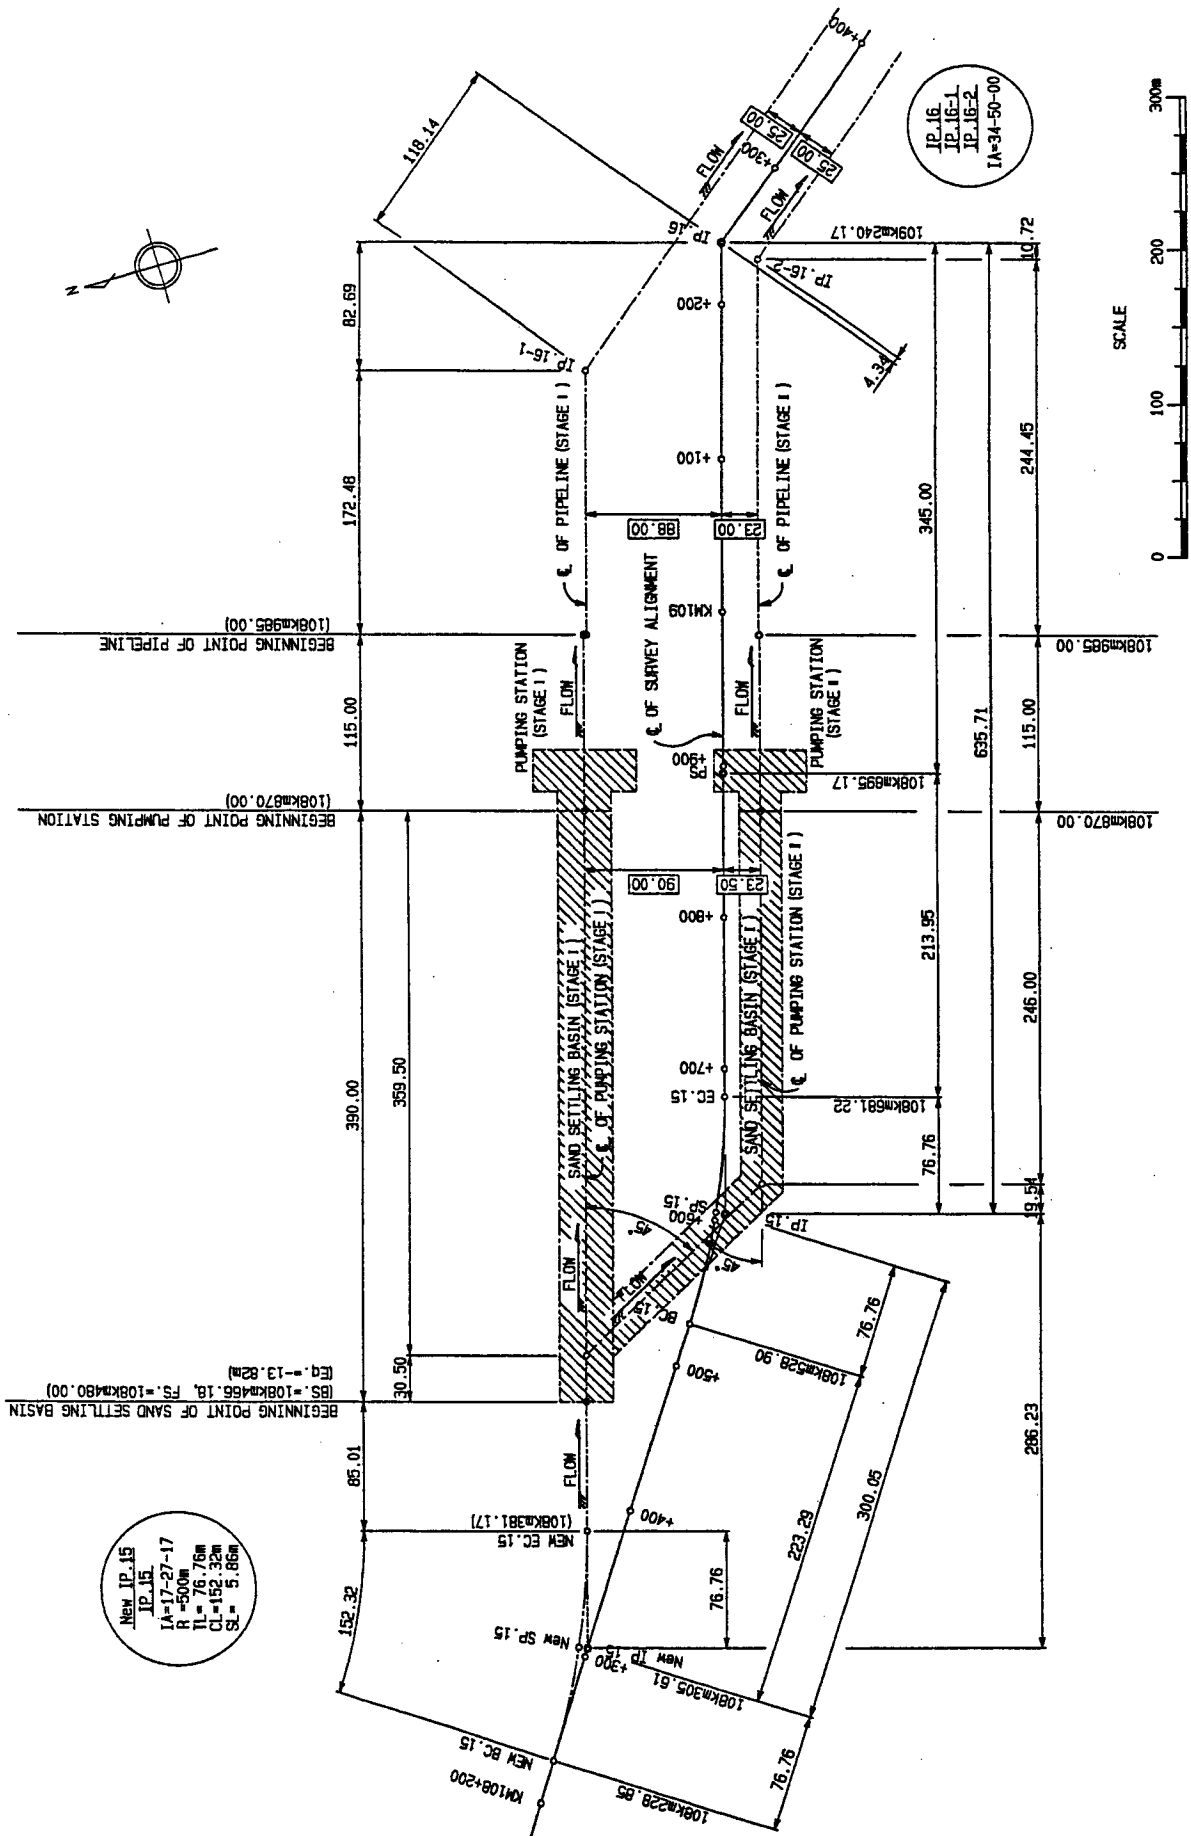 +400
IP.16
IP.16-1
IP.16-2
IA=34-50-00
300m
200
100
0
SCALE
118.14
25.00
25.00
+300
FLOW
FLOW
N
82.69
172.48
IP.16
109km240.17
10.72
IP.16-2
+200
4.34
IP.16-1
℄ OF PIPELINE (STAGE I)
+100
345.00
244.45
88.00
23.00
℄ OF PIPELINE (STAGE II)
℄ OF SURVEY ALIGNMENT
KM109
BEGINNING POINT OF PIPELINE
(108km985.00)
108km985.00
115.00
PUMPING STATION
(STAGE I)
FLOW
FLOW
PUMPING STATION
(STAGE II)
635.71
115.00
+900
PS
108km895.17
BEGINNING POINT OF PUMPING STATION
(108km870.00)
108km870.00
90.00
23.50
+800
390.00
359.50
SAND SETTLING BASIN (STAGE I)
℄ OF PUMPING STATION (STAGE I)
SAND SETTLING BASIN (STAGE II)
℄ OF PUMPING STATION (STAGE II)
213.95
246.00
+700
EC.15
108km681.22
76.76
19.54
SP.15
+600
IP.15
45°
45°
FLOW
FLOW
BC.15
108km528.90
76.76
+500
30.50
BEGINNING POINT OF SAND SETTLING BASIN
(BS.=108km466.18, FS.=108km480.00)
(Eq.=-13.82m)
85.01
FLOW
286.23
300.05
223.29
+400
NEW EC.15
(108km381.17)
76.76
New IP.15
IP.15
IA=17-27-17
R =500m
TL= 76.76m
CL=152.32m
SL= 5.86m
152.32
New SP.15
+300
New IP 15
108km305.61
NEW BC.15
108km228.85
76.76
KM108+200